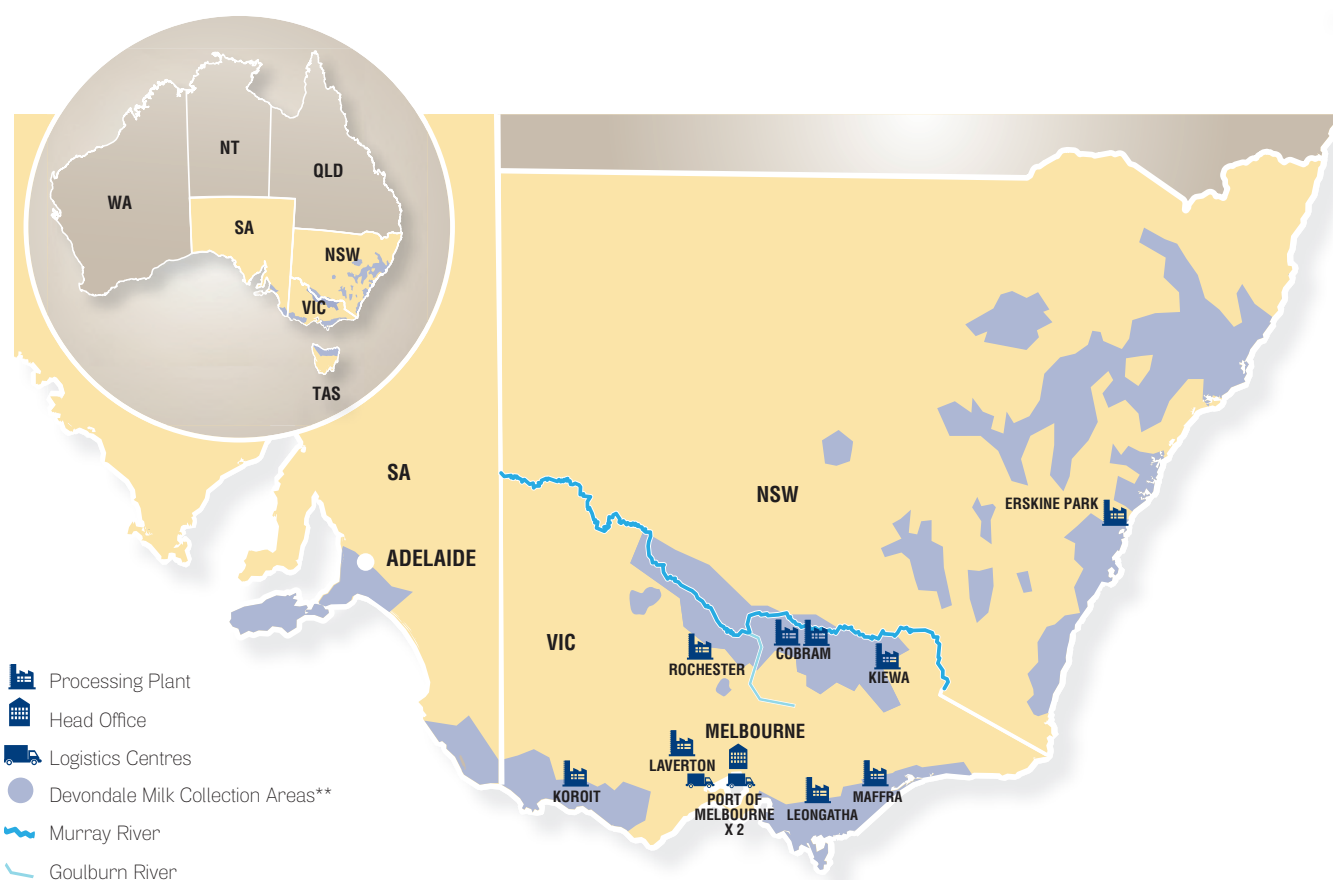 NT
QLD
WA
SA
NSW
VIC
TAS
SA
NSW
ERSKINE PARK
ADELAIDE
VIC
ROCHESTER
COBRAM
KIEWA
MELBOURNE
LAVERTON
KOROIT
PORT OF
MELBOURNE
X 2
LEONGATHA
MAFFRA
Processing Plant
Head Office
Logistics Centres
Devondale Milk Collection Areas**
Murray River
Goulburn River